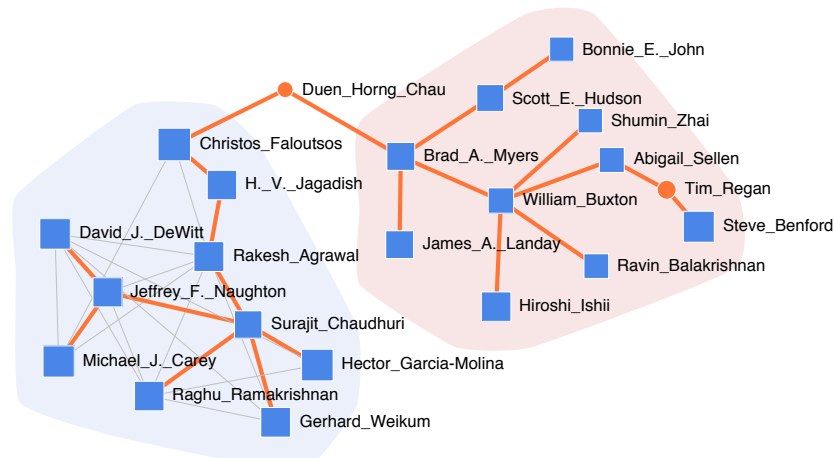 Bonnie_E._John
Duen_Horng_Chau
Scott_E._Hudson
Shumin_Zhai
Christos_Faloutsos
Brad_A._Myers
Abigail_Sellen
H._V._Jagadish
Tim_Regan
William_Buxton
Steve_Benford
David_J._DeWitt
James_A._Landay
Rakesh_Agrawal
Ravin_Balakrishnan
Jeffrey_F._Naughton
Hiroshi_Ishii
Surajit_Chaudhuri
Michael_J._Carey
Hector_Garcia-Molina
Raghu_Ramakrishnan
Gerhard_Weikum